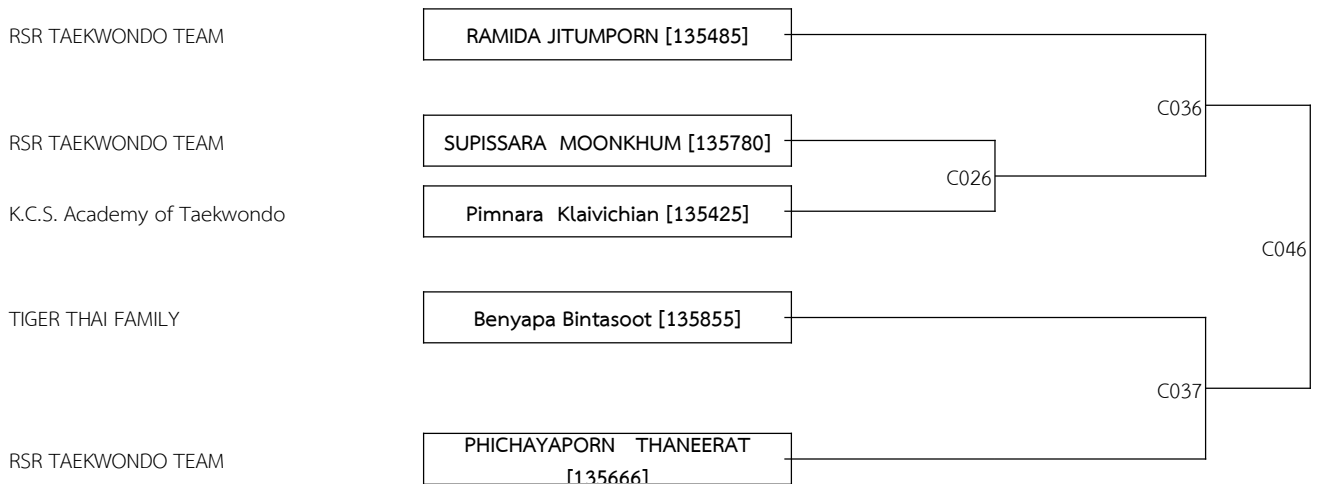 RSR TAEKWONDO TEAM RAMIDA JITUMPORN [135485]
C036
RSR TAEKWONDO TEAM SUPISSARA MOONKHUM [135780]
C026
K.C.S. Academy of Taekwondo Pimnara Klaivichian [135425]
C046
TIGER THAI FAMILY Benyapa Bintasoot [135855]
C037
PHICHAYAPORN THANEERAT
RSR TAEKWONDO TEAM
[135666]